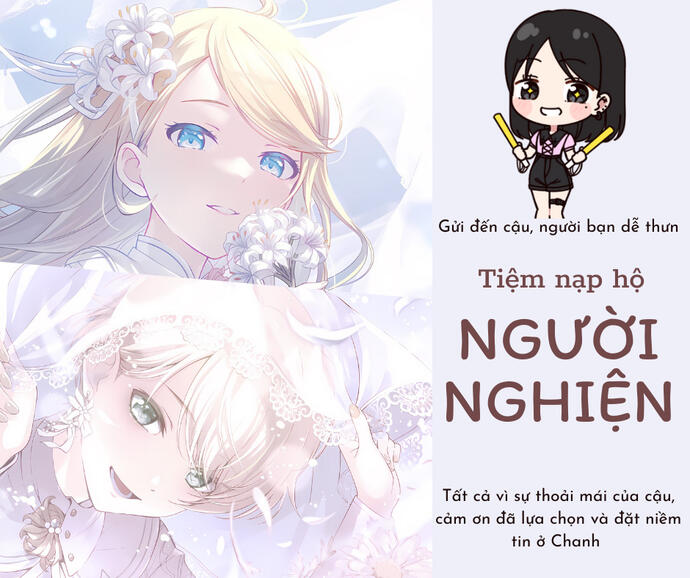 Gửi đến cậu, người bạn dễ thưn
Tiệm nạp hộ
NGƯỜI
NGHIỆN
Tất cả vì sự thoải mái của cậu,
cảm ơn đã lựa chọn và đặt niềm
tin ở Chanh